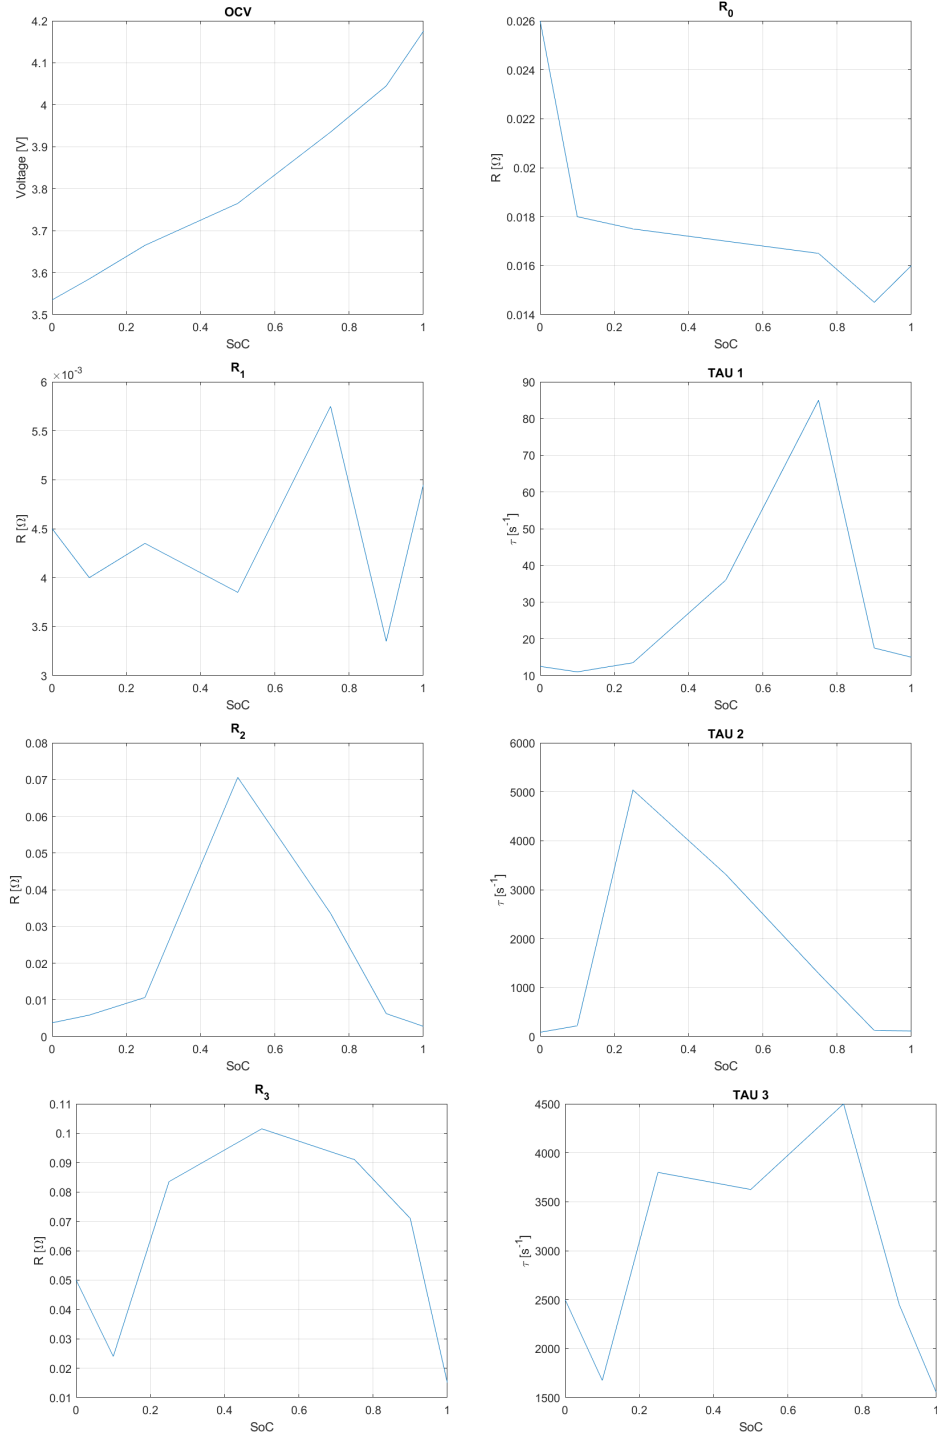 OCV
4.2
4.1
4
3.9
3.8
3.7
3.6
3.5
Voltage [V]
0 0.2 0.4 0.6 0.8 1
SoC
R0
0.026
0.024
0.022
0.02
0.018
0.016
0.014
R [Ω]
0 0.2 0.4 0.6 0.8 1
SoC
R1
×10-3
6
5.5
5
4.5
4
3.5
3
R [Ω]
0 0.2 0.4 0.6 0.8 1
SoC
TAU 1
90
80
70
60
50
40
30
20
10
τ [s-1]
0 0.2 0.4 0.6 0.8 1
SoC
R2
0.08
0.07
0.06
0.05
0.04
0.03
0.02
0.01
0
R [Ω]
0 0.2 0.4 0.6 0.8 1
SoC
TAU 2
6000
5000
4000
3000
2000
1000
0
τ [s-1]
0 0.2 0.4 0.6 0.8 1
SoC
R3
0.11
0.1
0.09
0.08
0.07
0.06
0.05
0.04
0.03
0.02
0.01
R [Ω]
0 0.2 0.4 0.6 0.8 1
SoC
TAU 3
4500
4000
3500
3000
2500
2000
1500
τ [s-1]
0 0.2 0.4 0.6 0.8 1
SoC